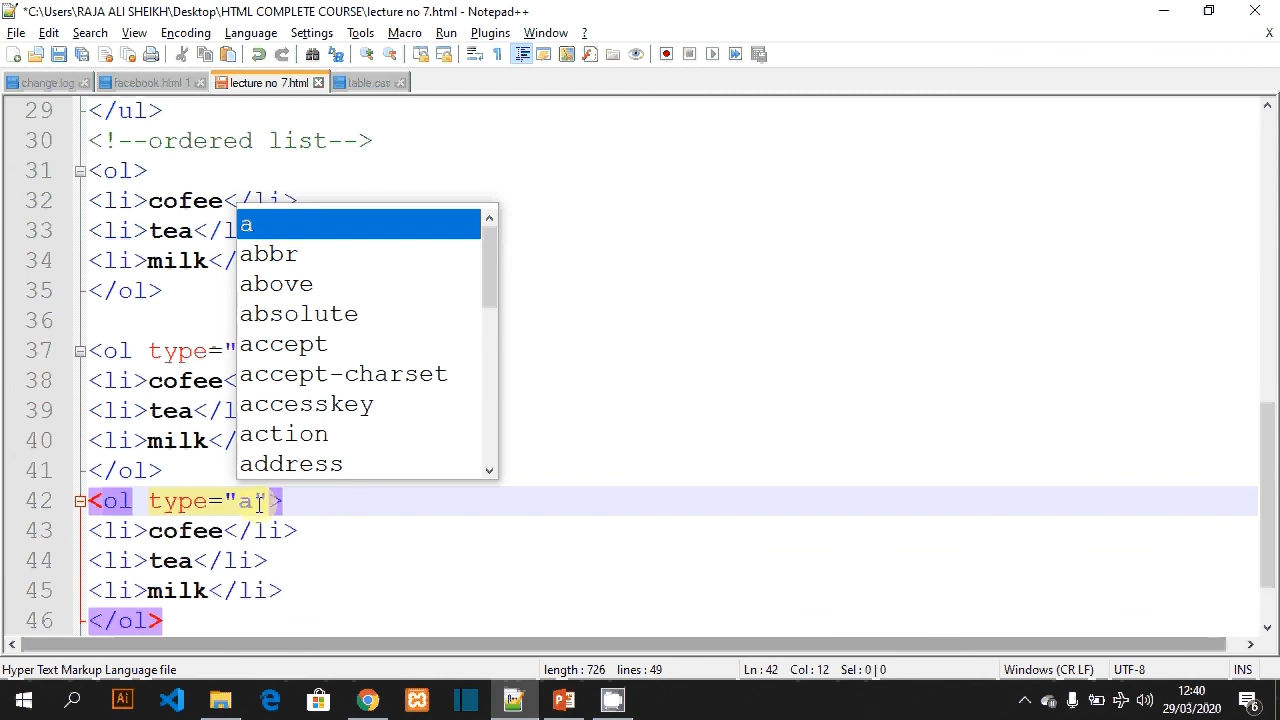 *C:\Users\RAJA ALI SHEIKH\Desktop\HTML COMPLETE COURSE\lecture no 7.html - Notepad++
File Edit Search View Encoding Language Settings Tools Macro Run Plugins Window ? X
change.log facebook.html 1 lecture no 7.html table.css
29 </ul>
30 <!--ordered list-->
31 <ol>
32 <li>cofee</li>
33 <li>tea</l
34 <li>milk</
35 </ol>
36
37 <ol type="
38 <li>cofee<
39 <li>tea</l
40 <li>milk</
41 </ol>
42 <ol type="a">
43 <li>cofee</li>
44 <li>tea</li>
45 <li>milk</li>
46 </ol>
a
abbr
above
absolute
accept
accept-charset
accesskey
action
address
Hyper Text Markup Language file length : 726 lines : 49 Ln : 42 Col : 12 Sel : 0 | 0 Windows (CR LF) UTF-8 INS
Ai
12:40
29/03/2020
6